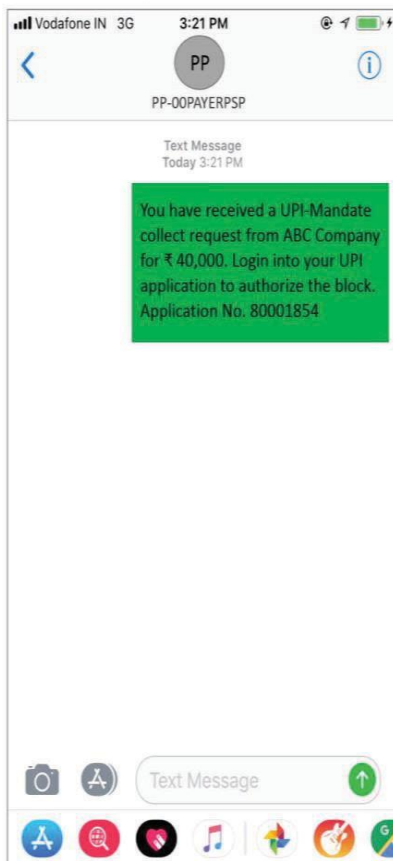 Vodafone IN 3G 3:21 PM
PP
PP-OOPAYERPSP
Text Message
Today 3:21 PM
You have received a UPI-Mandate
collect request from ABC Company
for ₹ 40,000. Login into your UPI
application to authorize the block.
Application No. 80001854
Text Message
G